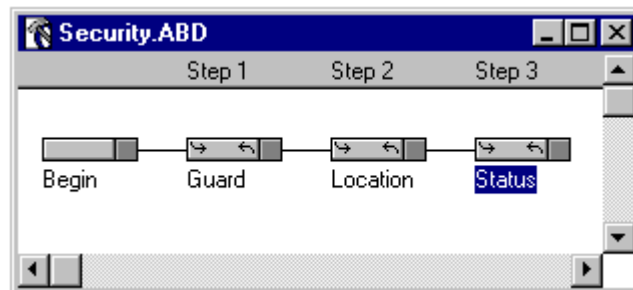 Security.ABD
Step 1 Step 2 Step 3
Begin Guard Location Status